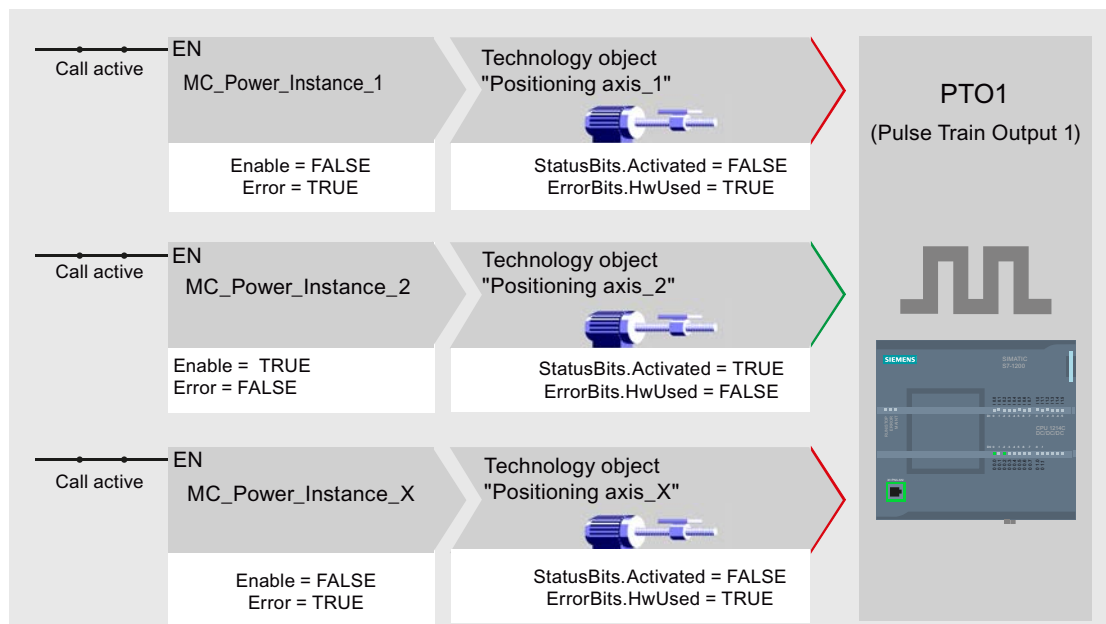 EN
Call active
MC_Power_Instance_1
Technology object
"Positioning axis_1"
Enable = FALSE
Error = TRUE
StatusBits.Activated = FALSE
ErrorBits.HwUsed = TRUE
EN
Call active
MC_Power_Instance_2
Technology object
"Positioning axis_2"
Enable = TRUE
Error = FALSE
StatusBits.Activated = TRUE
ErrorBits.HwUsed = FALSE
EN
Call active
MC_Power_Instance_X
Technology object
"Positioning axis_X"
Enable = FALSE
Error = TRUE
StatusBits.Activated = FALSE
ErrorBits.HwUsed = TRUE
PTO1
(Pulse Train Output 1)
SIEMENS
SIMATIC
S7-1200
CPU 1214C
DC/DC/DC